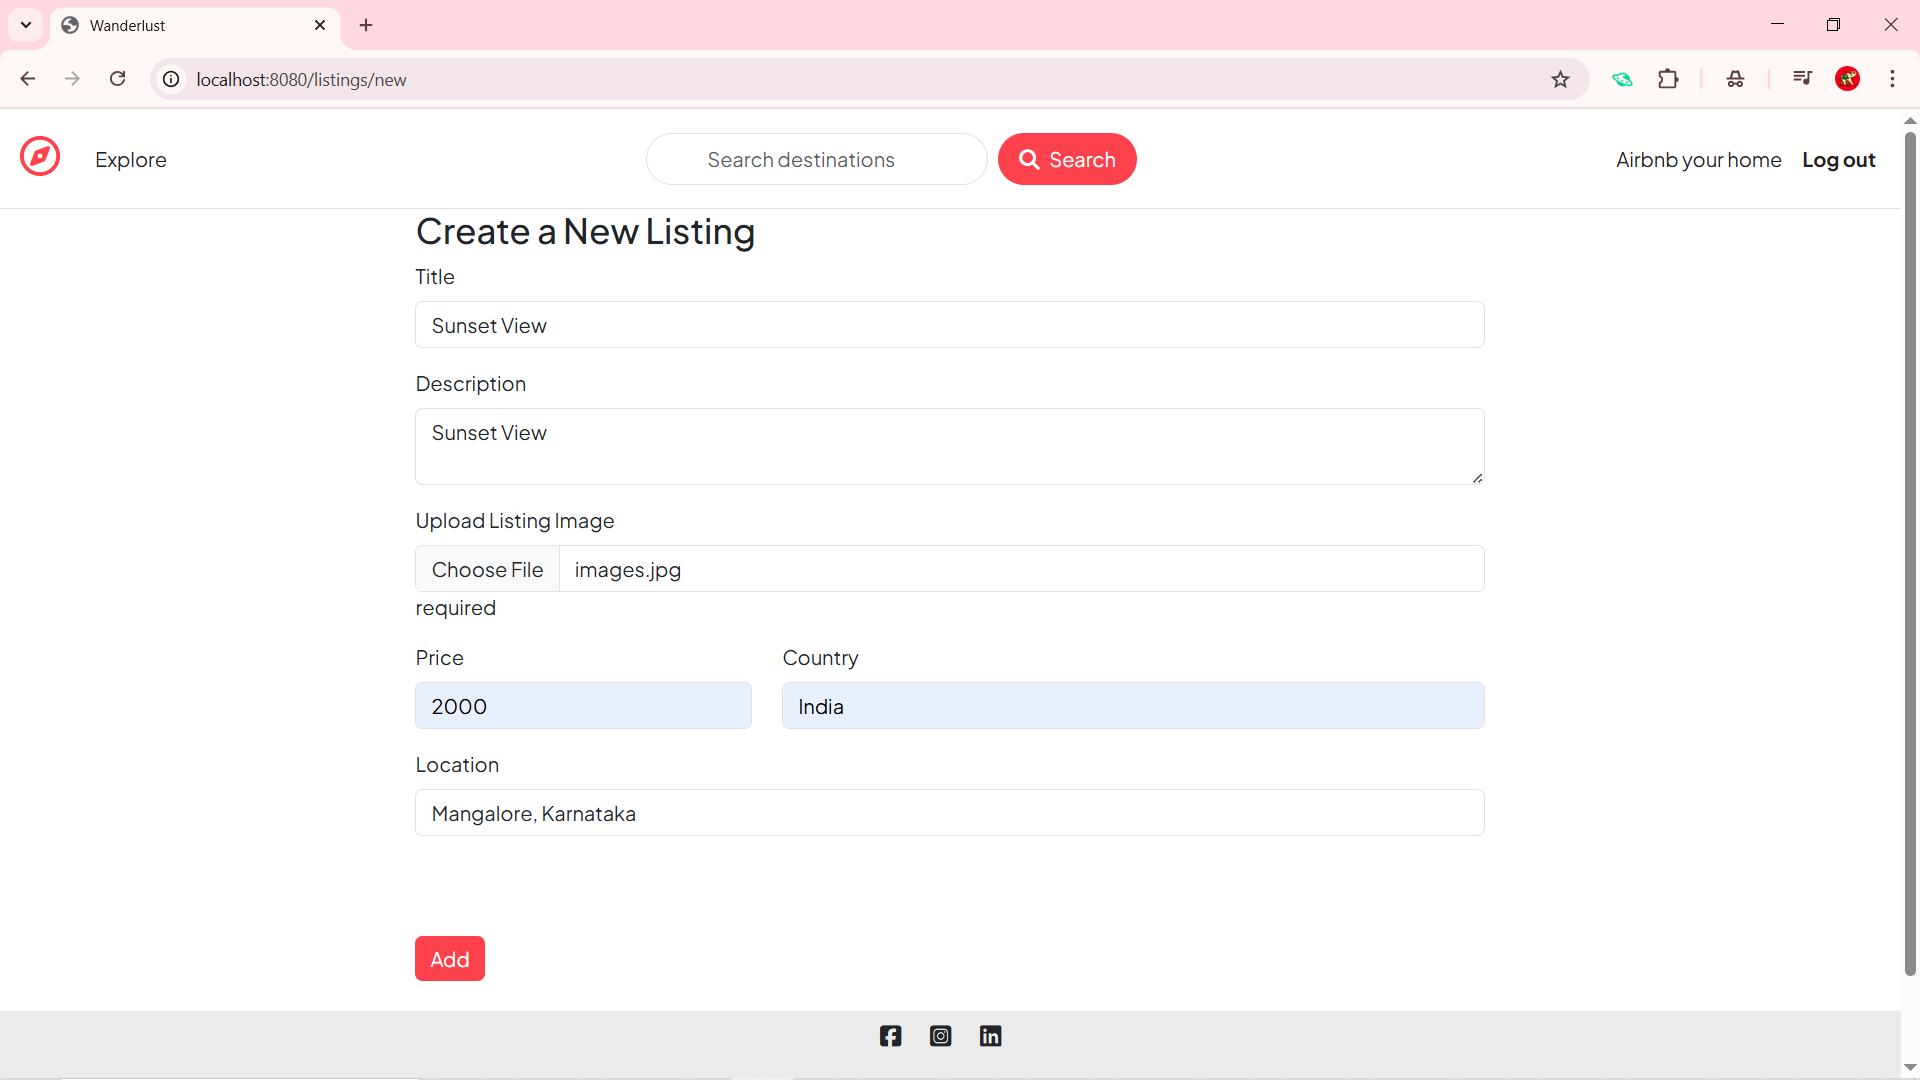 Wanderlust
localhost:8080/listings/new
Explore
Search destinations
Search
Airbnb your home
Log out
Create a New Listing
Title
Sunset View
Description
Sunset View
Upload Listing Image
Choose File images.jpg
required
Price Country
2000 India
Location
Mangalore, Karnataka
Add